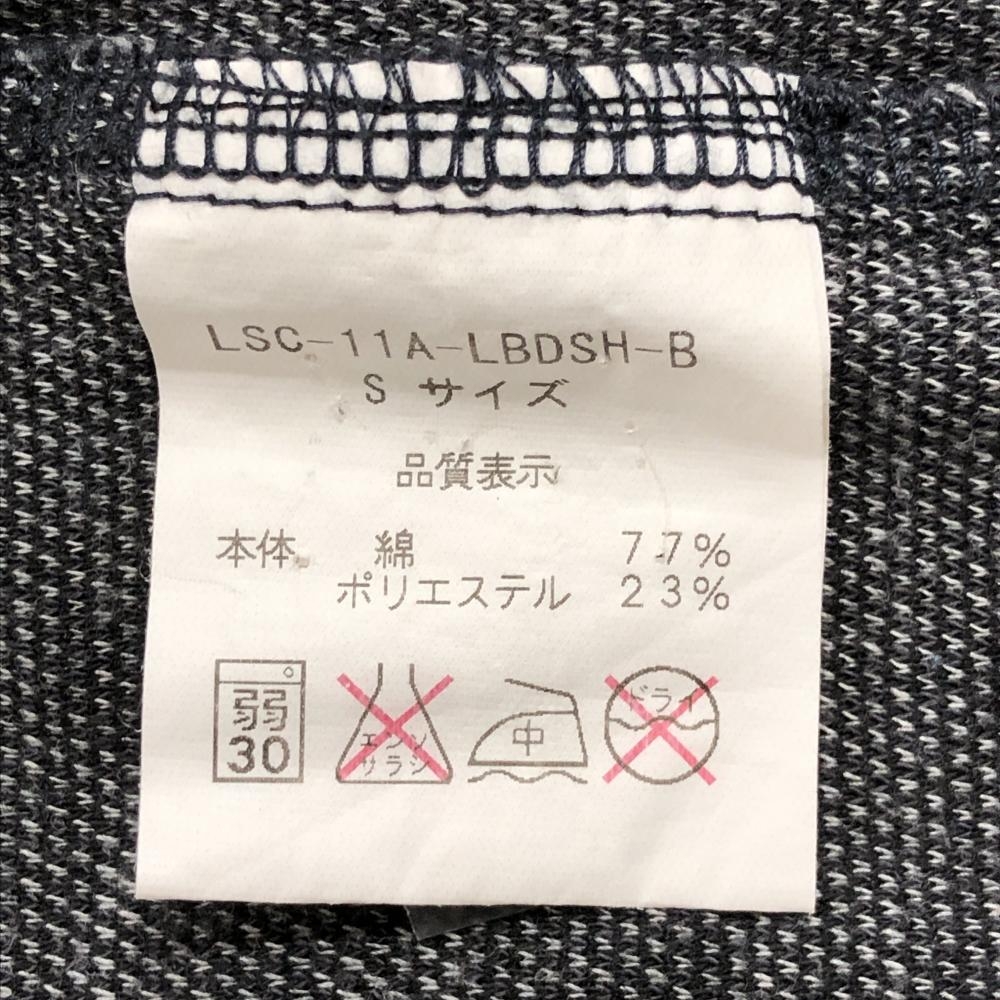 LSC-11A-LBDSH-B
S サイズ
品質表示
本体 綿 77%
ポリエステル 23%
弱 エンソ 中 ドライ
30 サラシ